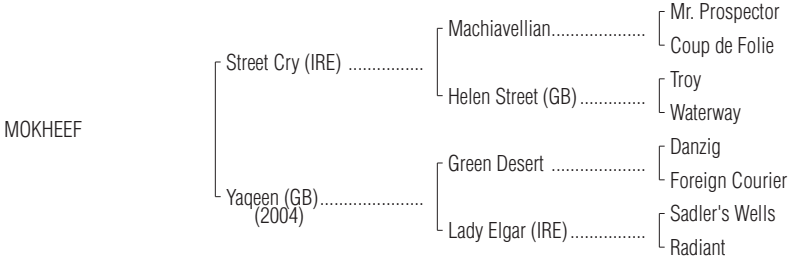 Mr. Prospector
Machiavellian....................
Coup de Folie
Street Cry (IRE) ................
Troy
Helen Street (GB)..............
Waterway
MOKHEEF
Danzig
Green Desert ....................
Foreign Courier
Yaqeen (GB)......................
(2004)
Sadler's Wells
Lady Elgar (IRE)................
Radiant